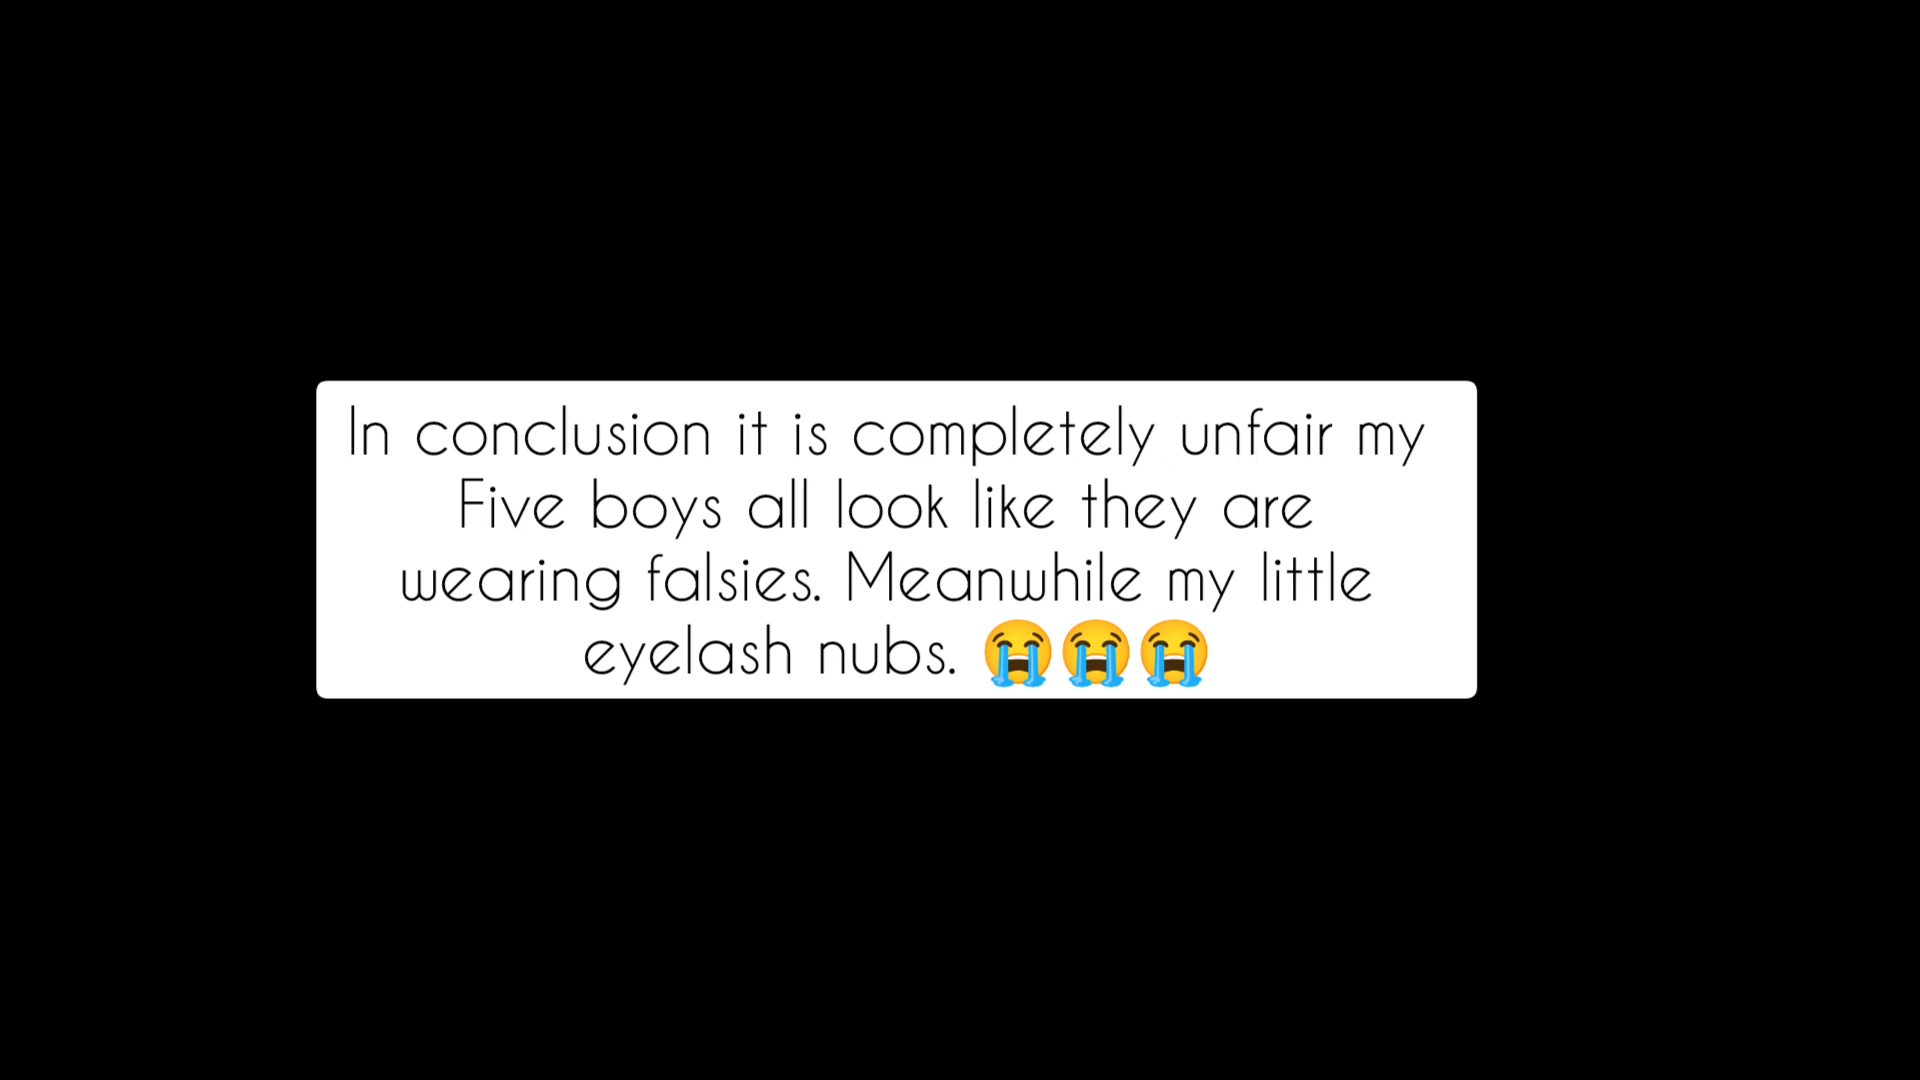 In conclusion it is completely unfair my
Five boys all look like they are
wearing falsies. Meanwhile my little
eyelash nubs. 😭😭😭